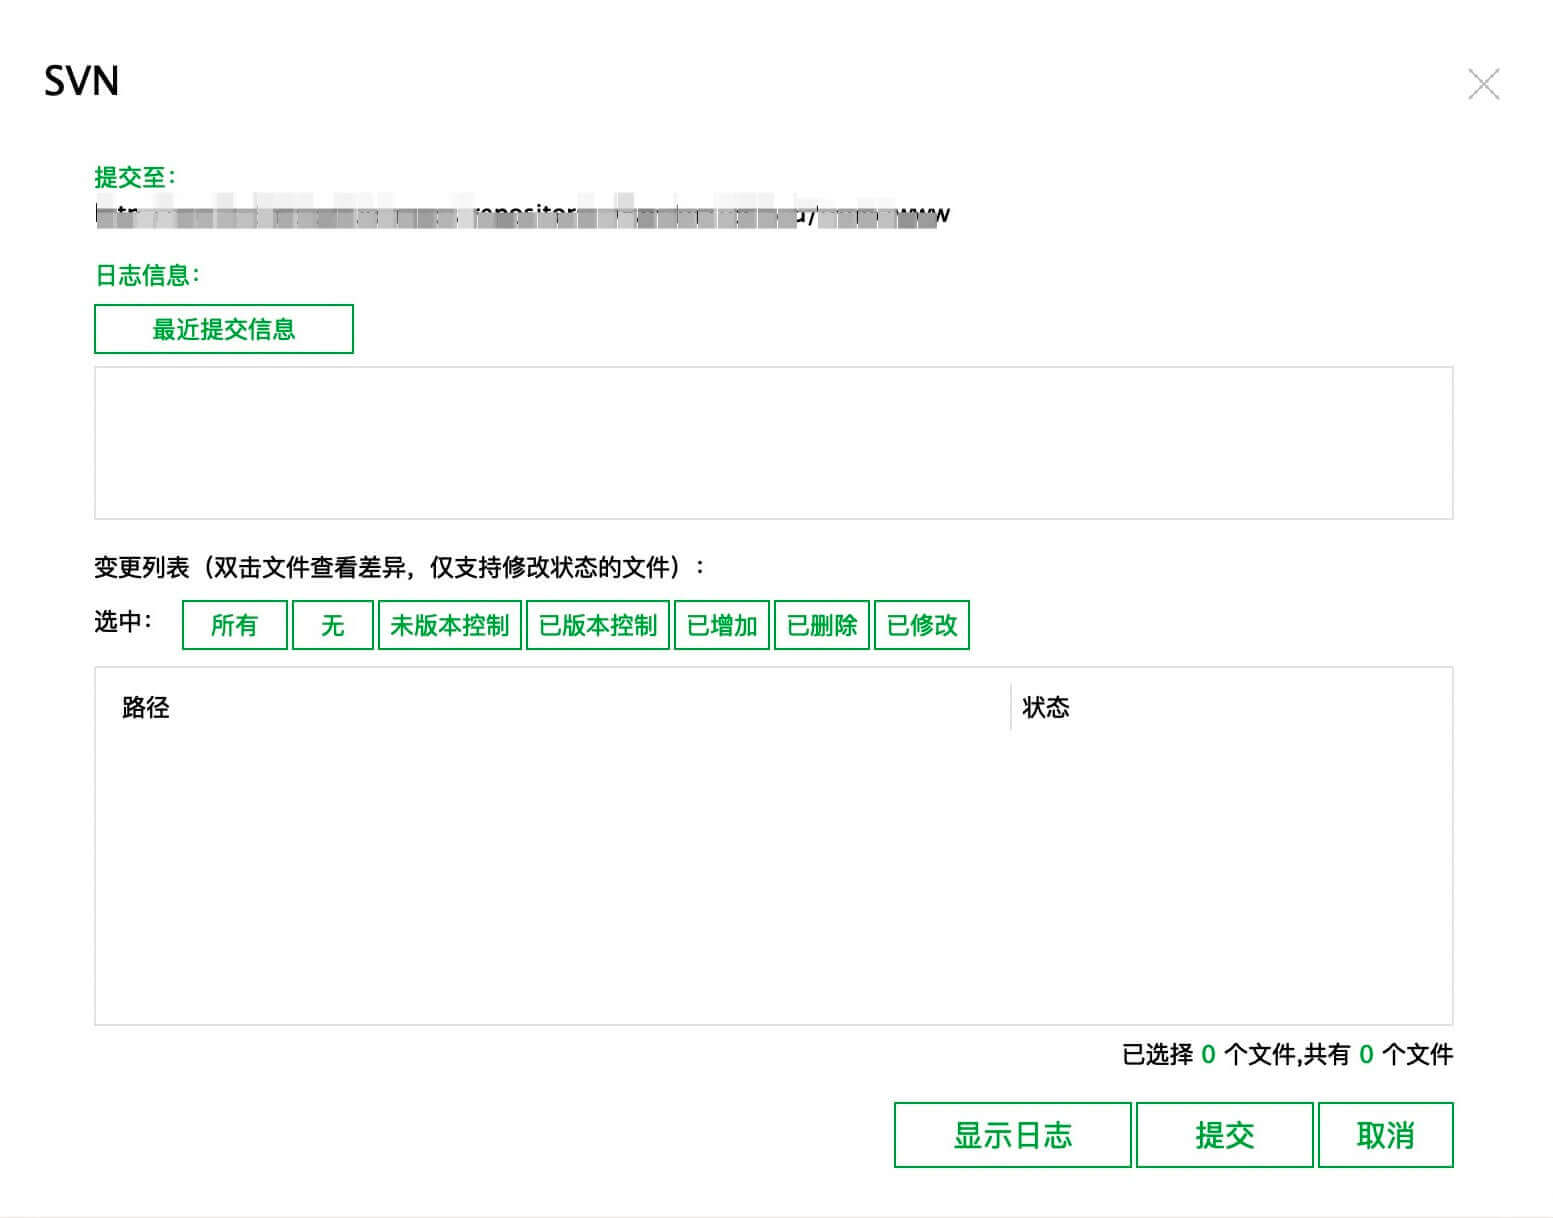 SVN
提交至：
日志信息：
最近提交信息
变更列表（双击文件查看差异，仅支持修改状态的文件）：
选中： 所有 无 未版本控制 已版本控制 已增加 已删除 已修改
路径 状态
已选择 0 个文件,共有 0 个文件
显示日志 提交 取消